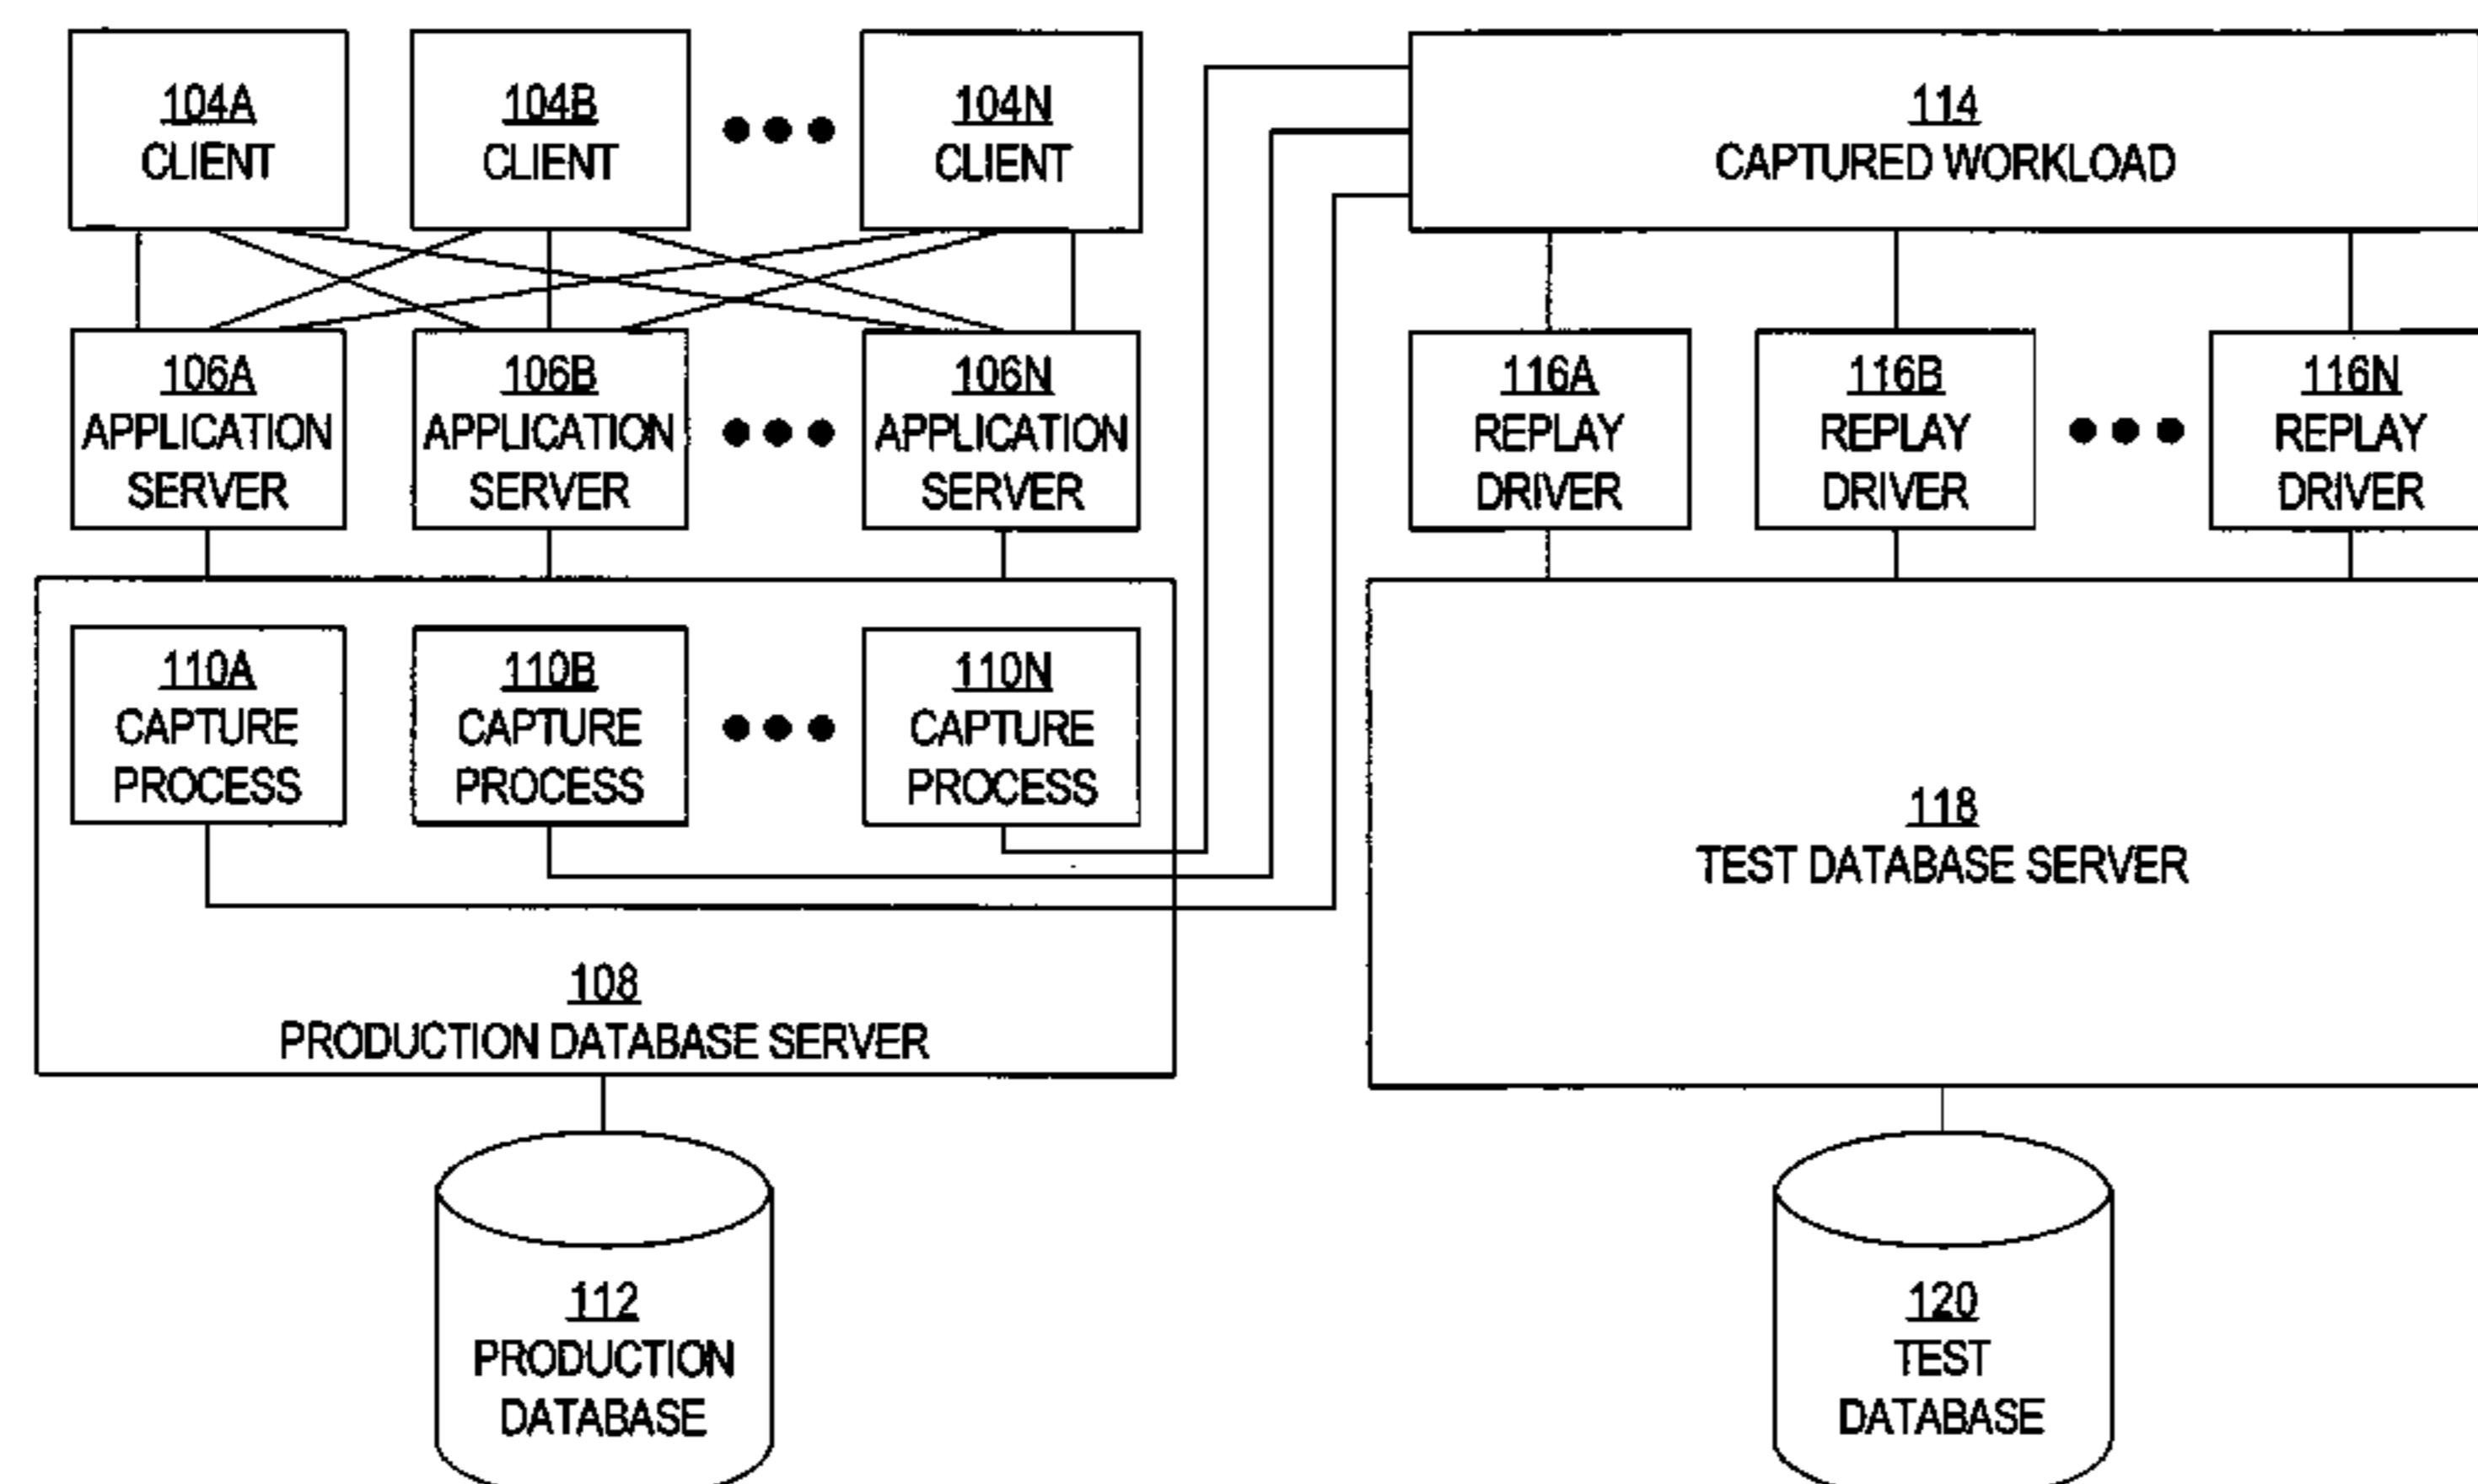 104A
CLIENT
104B
CLIENT
104N
CLIENT
114
CAPTURED WORKLOAD
106A
APPLICATION
SERVER
106B
APPLICATION
SERVER
106N
APPLICATION
SERVER
116A
REPLAY
DRIVER
116B
REPLAY
DRIVER
116N
REPLAY
DRIVER
110A
CAPTURE
PROCESS
110B
CAPTURE
PROCESS
110N
CAPTURE
PROCESS
108
PRODUCTION DATABASE SERVER
118
TEST DATABASE SERVER
112
PRODUCTION
DATABASE
120
TEST
DATABASE